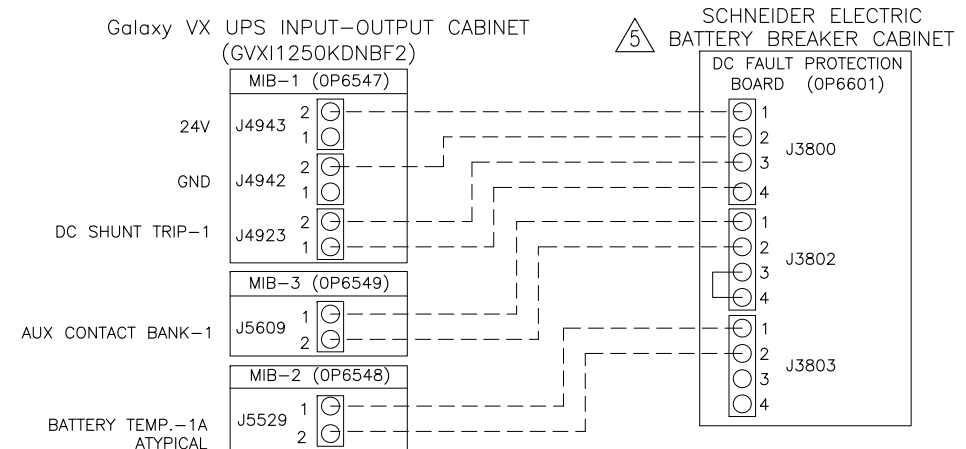 Galaxy VX UPS INPUT-OUTPUT CABINET
(GVXI1250KDNBF2)
5
SCHNEIDER ELECTRIC
BATTERY BREAKER CABINET
MIB-1 (0P6547)
24V
J4943
2
1
GND
J4942
2
1
DC SHUNT TRIP-1
J4923
2
1
MIB-3 (0P6549)
AUX CONTACT BANK-1
J5609
1
2
MIB-2 (0P6548)
BATTERY TEMP.-1A
ATYPICAL
J5529
1
2
DC FAULT PROTECTION
BOARD (0P6601)
1
2
3
4
J3800
1
2
3
4
J3802
1
2
3
4
J3803